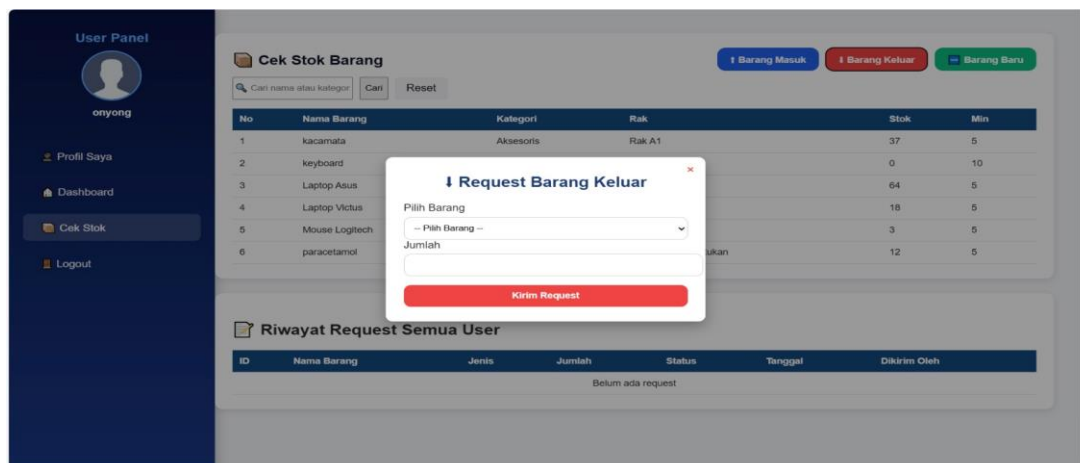 User Panel
onyong
Profil Saya
Dashboard
Cek Stok
Logout
Cek Stok Barang
Barang Masuk
Barang Keluar
Barang Baru
Cari nama atau kategor
Cari
Reset
No Nama Barang Kategori Rak Stok Min
1 kacamata Aksesoris Rak A1 37 5
2 keyboard 0 10
3 Laptop Asus 64 5
4 Laptop Victus 18 5
5 Mouse Logitech 3 5
6 paracetamol tukan 12 5
Request Barang Keluar
Pilih Barang
-- Pilih Barang --
Jumlah
Kirim Request
Riwayat Request Semua User
ID Nama Barang Jenis Jumlah Status Tanggal Dikirim Oleh
Belum ada request